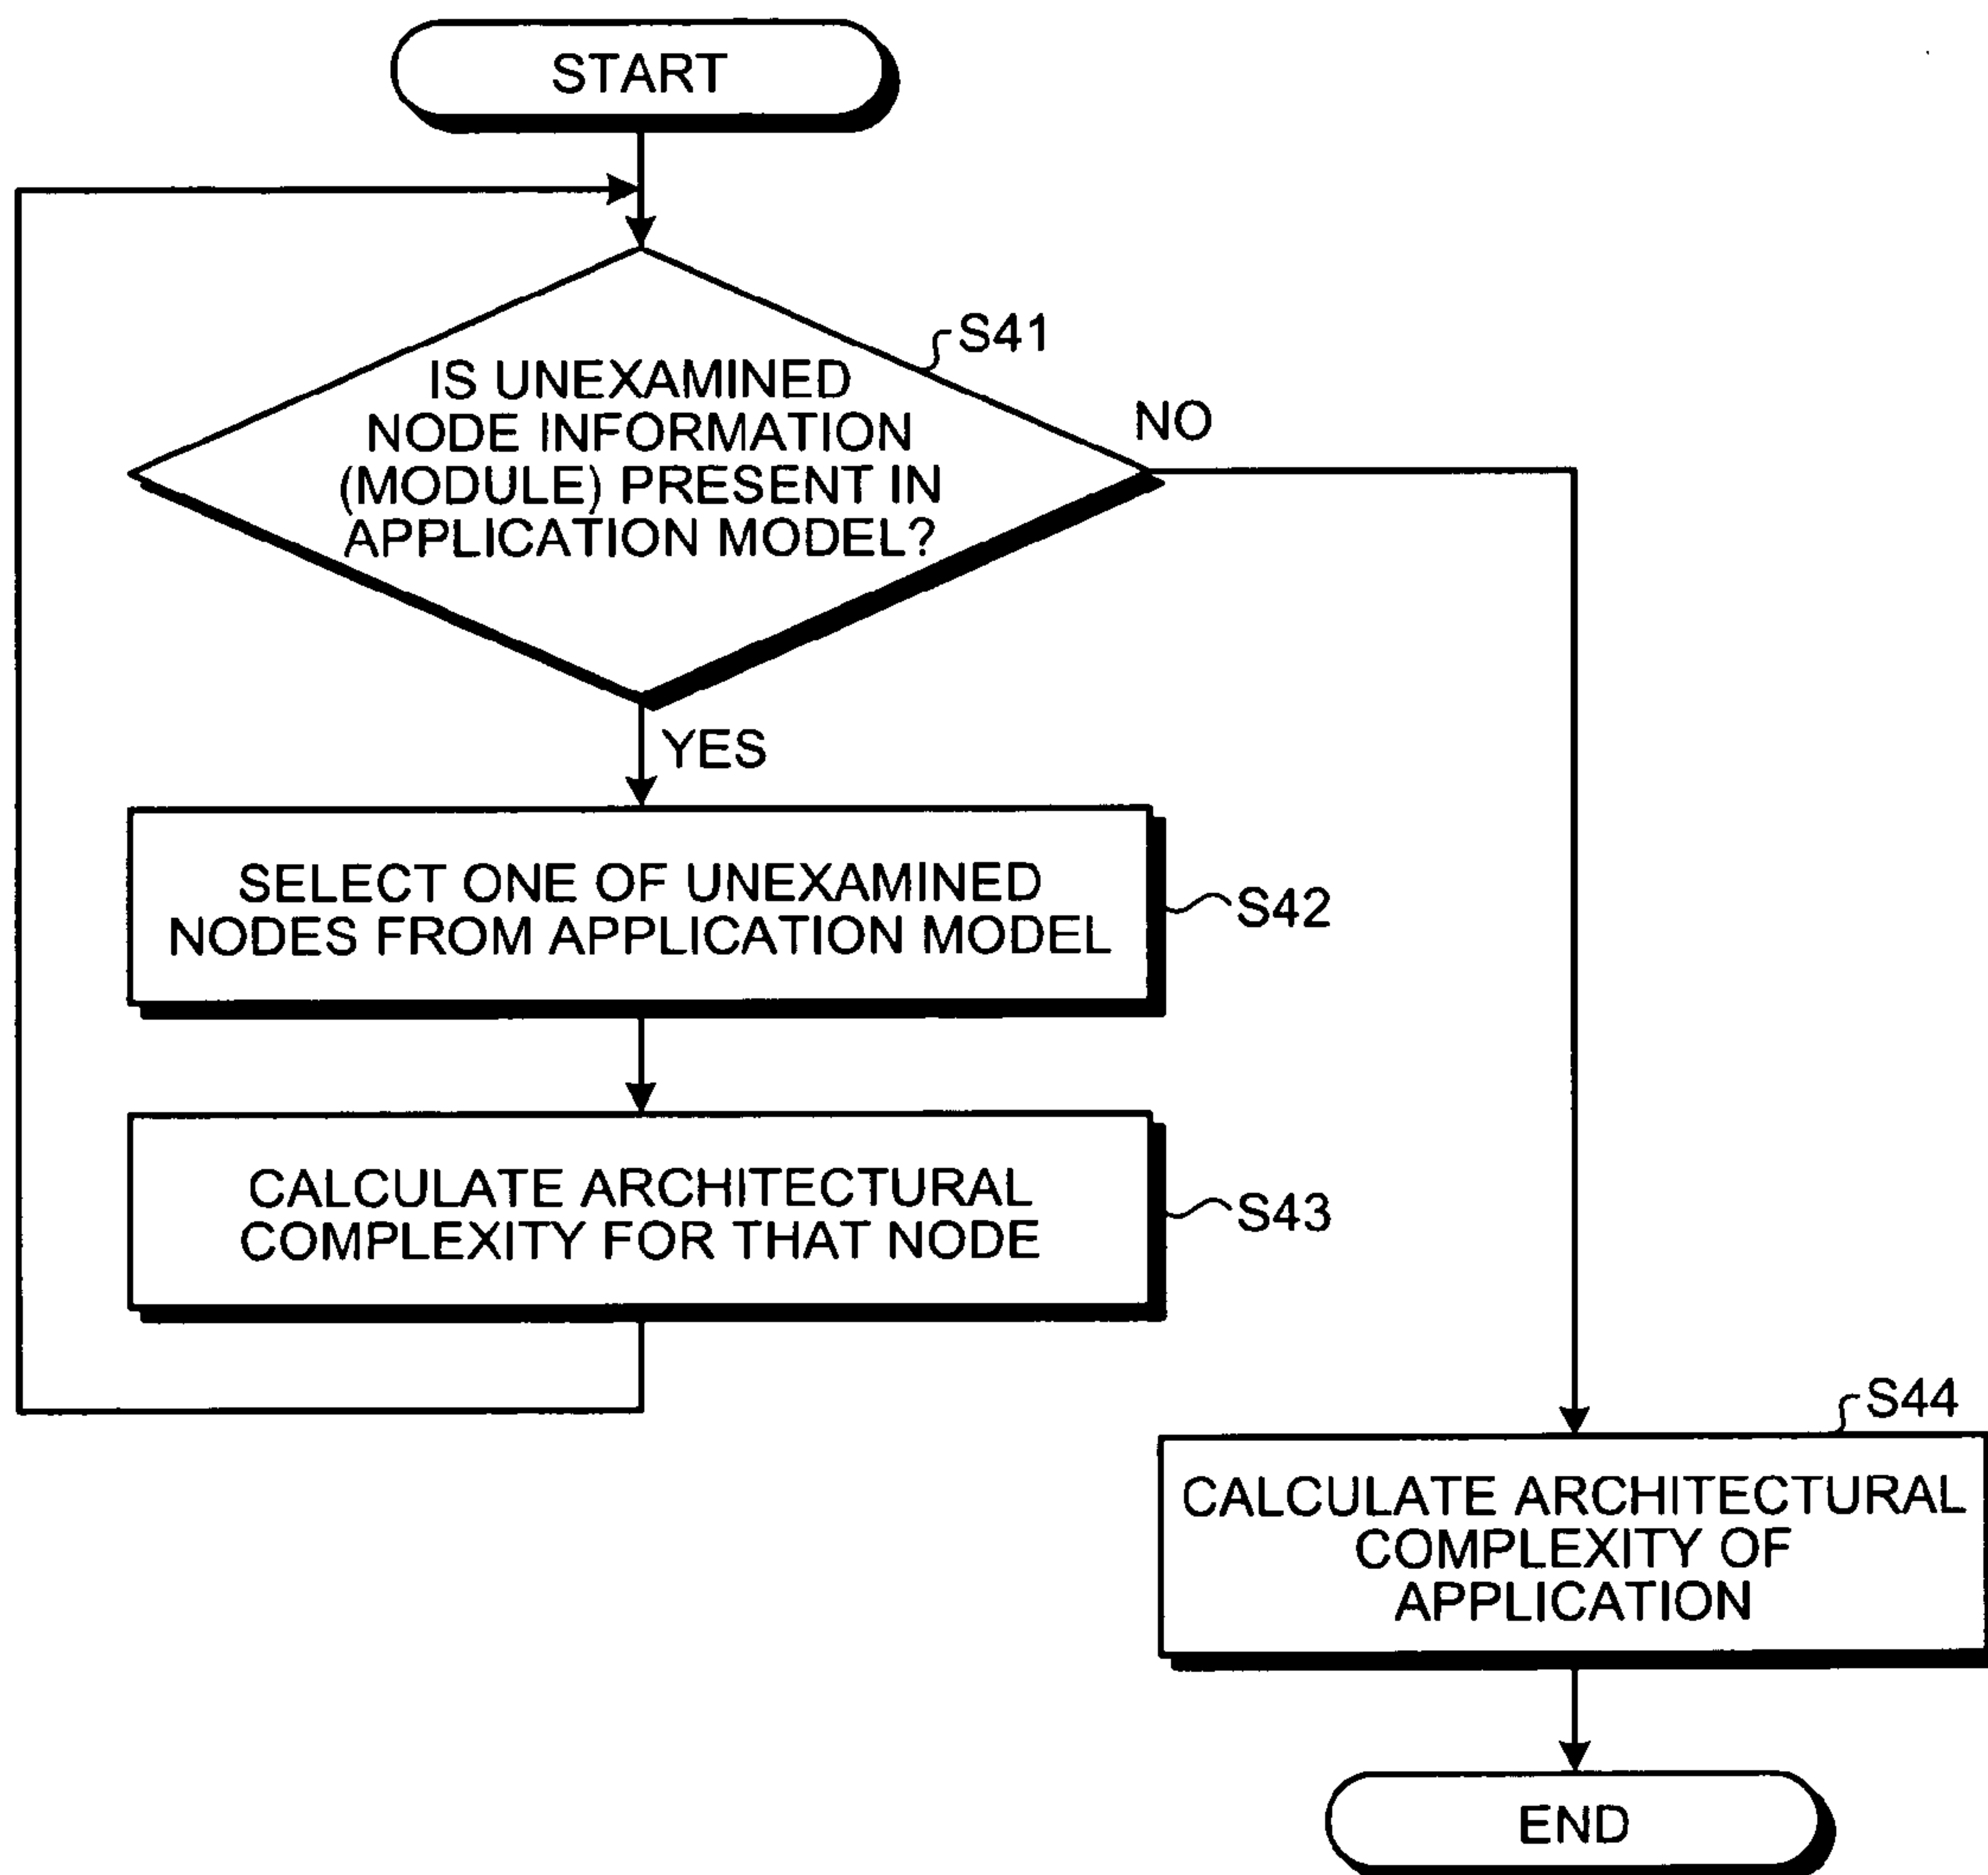 START
S41
IS UNEXAMINED
NODE INFORMATION
(MODULE) PRESENT IN
APPLICATION MODEL?
NO
YES
SELECT ONE OF UNEXAMINED
NODES FROM APPLICATION MODEL
S42
CALCULATE ARCHITECTURAL
COMPLEXITY FOR THAT NODE
S43
S44
CALCULATE ARCHITECTURAL
COMPLEXITY OF
APPLICATION
END